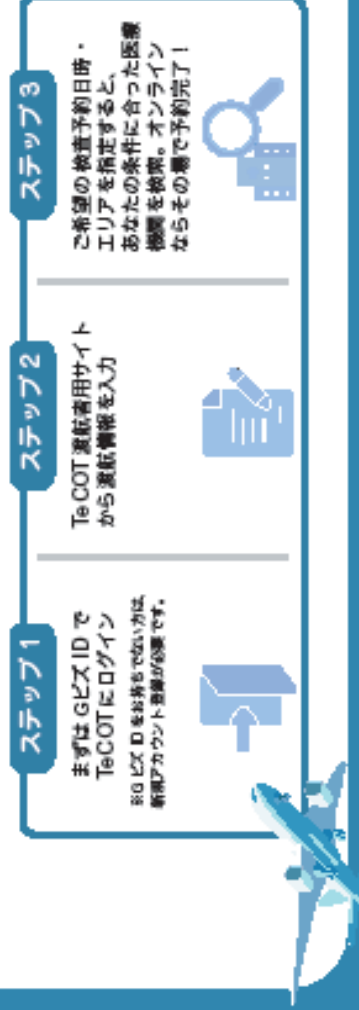 ステップ1
まずは GビズID で
TeCOTにログイン
※GビズIDをお持ちでない方は、
新規アカウント登録が必要です。
ステップ2
TeCOT 渡航者用サイト
から渡航情報を入力
ステップ3
ご希望の検査予約日時・
エリアを指定すると、
あなたの条件に合った医療
機関を検索。オンライン
ならその場で予約完了！